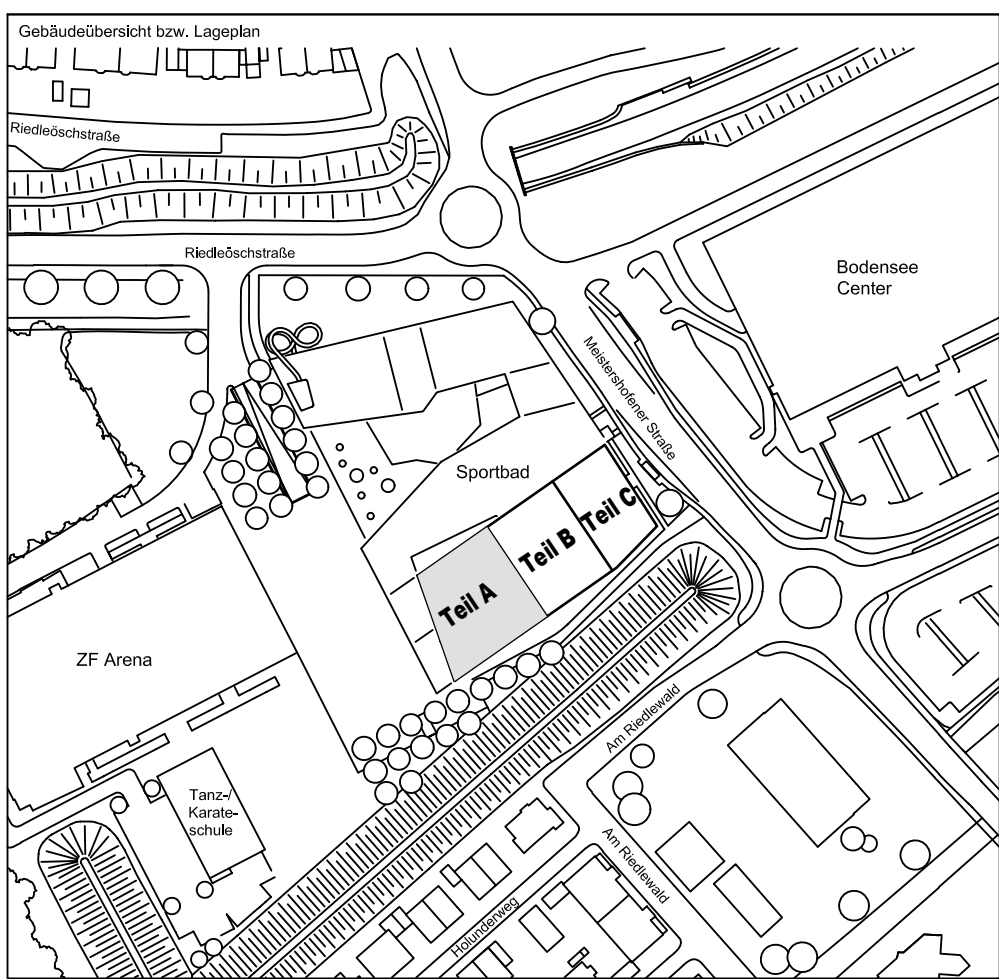 Gebäudeübersicht bzw. Lageplan
Riedleöschstraße
Riedleöschstraße
Bodensee
Center
Meistershofener Straße
Sportbad
Teil C
Teil B
Teil A
ZF Arena
Am Riedlewald
Tanz-/
Karate-
schule
Am Riedlewald
Holunderweg